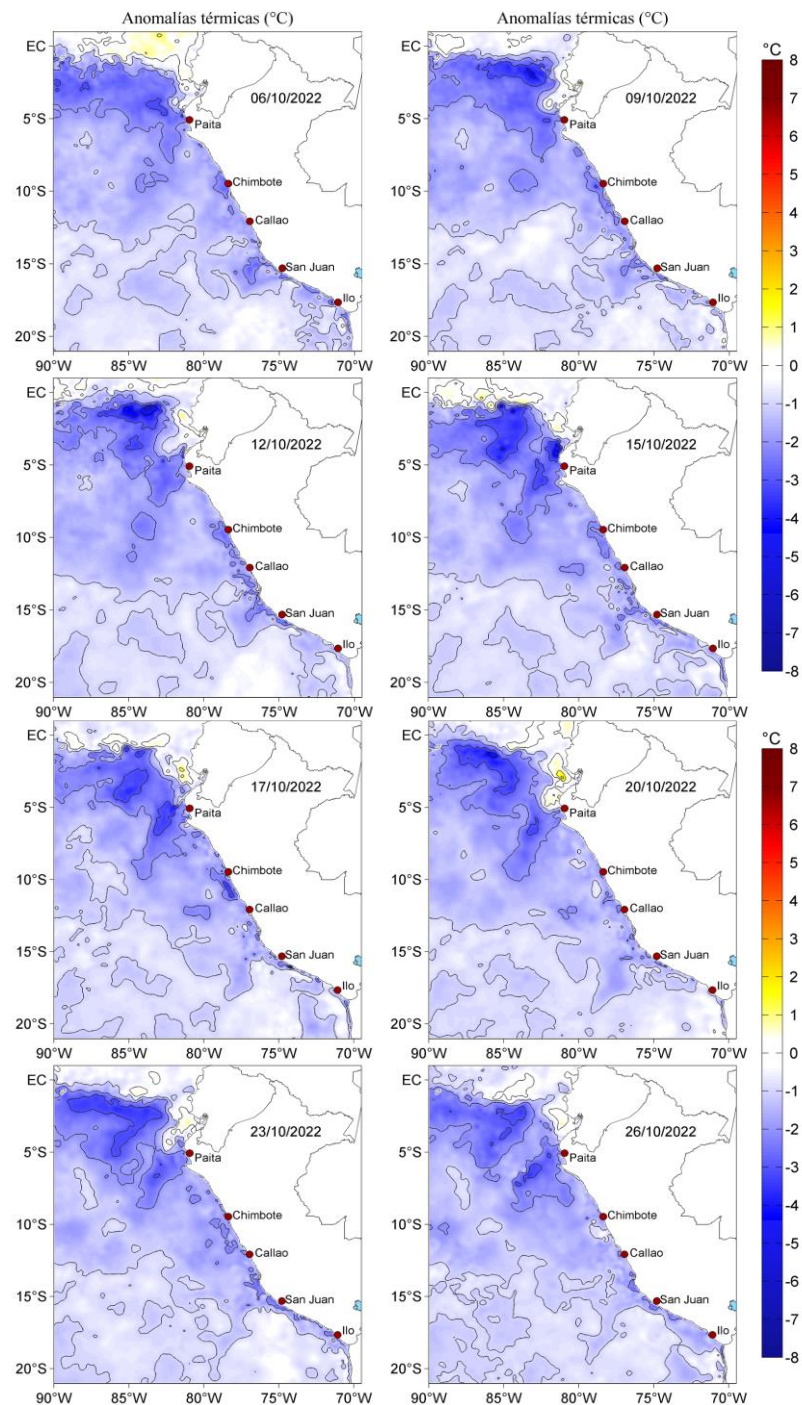 Anomalías térmicas (°C)
Anomalías térmicas (°C)
°C
EC
5°S
10°S
15°S
20°S
06/10/2022
Paita
Chimbote
Callao
San Juan
Ilo
90°W 85°W 80°W 75°W 70°W
EC
5°S
10°S
15°S
20°S
09/10/2022
Paita
Chimbote
Callao
San Juan
Ilo
90°W 85°W 80°W 75°W 70°W
EC
5°S
10°S
15°S
20°S
12/10/2022
Paita
Chimbote
Callao
San Juan
Ilo
90°W 85°W 80°W 75°W 70°W
EC
5°S
10°S
15°S
20°S
15/10/2022
Paita
Chimbote
Callao
San Juan
Ilo
90°W 85°W 80°W 75°W 70°W
8
7
6
5
4
3
2
1
0
-1
-2
-3
-4
-5
-6
-7
-8
°C
EC
5°S
10°S
15°S
20°S
17/10/2022
Paita
Chimbote
Callao
San Juan
Ilo
90°W 85°W 80°W 75°W 70°W
EC
5°S
10°S
15°S
20°S
20/10/2022
Paita
Chimbote
Callao
San Juan
Ilo
90°W 85°W 80°W 75°W 70°W
EC
5°S
10°S
15°S
20°S
23/10/2022
Paita
Chimbote
Callao
San Juan
Ilo
90°W 85°W 80°W 75°W 70°W
EC
5°S
10°S
15°S
20°S
26/10/2022
Paita
Chimbote
Callao
San Juan
Ilo
90°W 85°W 80°W 75°W 70°W
8
7
6
5
4
3
2
1
0
-1
-2
-3
-4
-5
-6
-7
-8